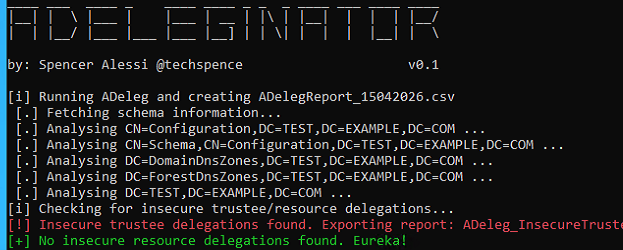 ADELEGINATOR
by: Spencer Alessi @techspence v0.1
[i] Running ADeleg and creating ADelegReport_15042026.csv
[.] Fetching schema information...
[.] Analysing CN=Configuration,DC=TEST,DC=EXAMPLE,DC=COM ...
[.] Analysing CN=Schema,CN=Configuration,DC=TEST,DC=EXAMPLE,DC=COM ...
[.] Analysing DC=DomainDnsZones,DC=TEST,DC=EXAMPLE,DC=COM ...
[.] Analysing DC=ForestDnsZones,DC=TEST,DC=EXAMPLE,DC=COM ...
[.] Analysing DC=TEST,DC=EXAMPLE,DC=COM ...
[i] Checking for insecure trustee/resource delegations...
[!] Insecure trustee delegations found. Exporting report: ADeleg_InsecureTruste
[+] No insecure resource delegations found. Eureka!